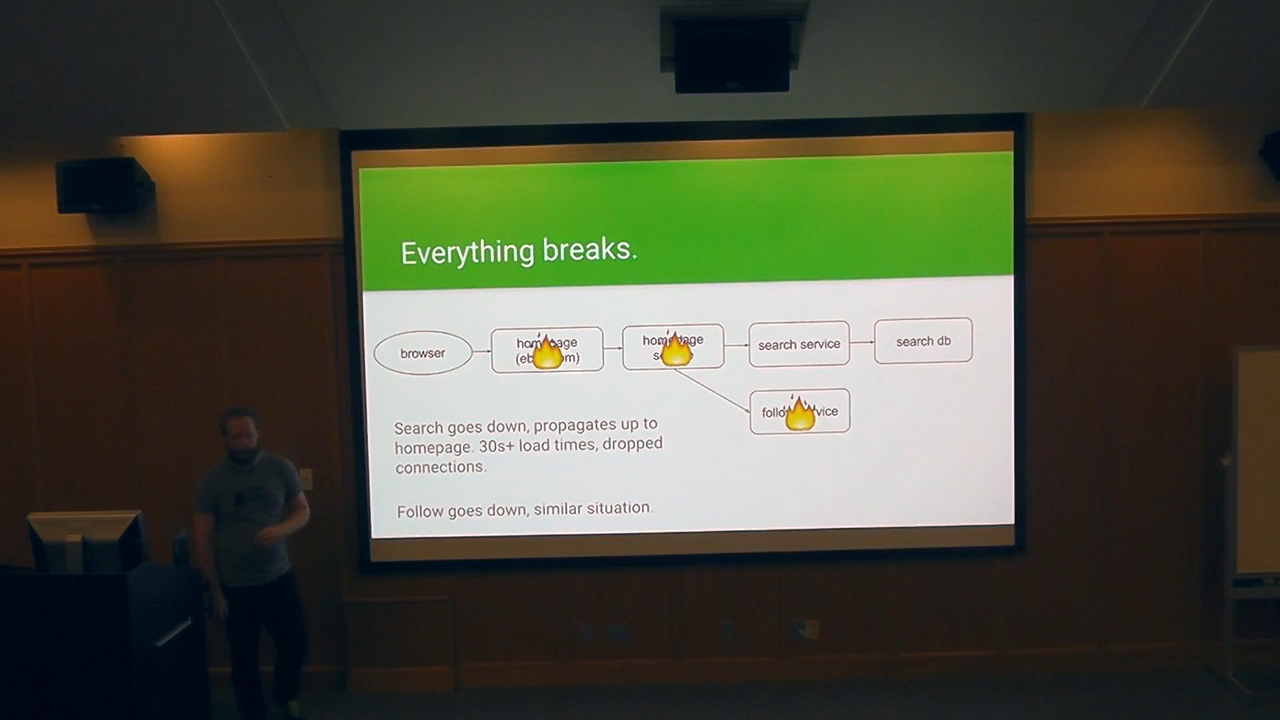 Everything breaks.
browser
search service
search db
Search goes down, propagates up to
homepage. 30s+ load times, dropped
connections.
Follow goes down, similar situation.